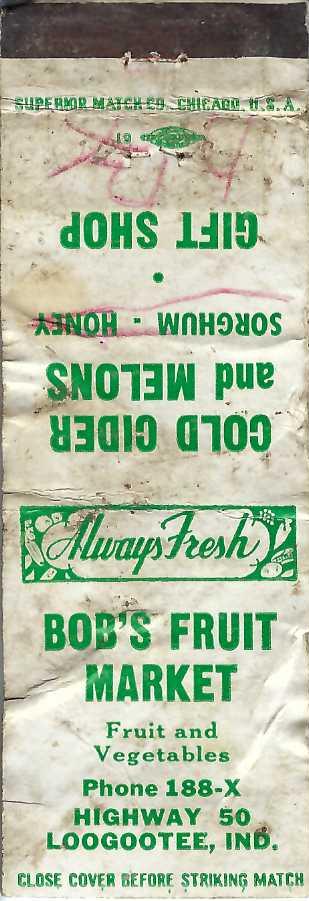 SUPERIOR MATCH CO., CHICAGO, U.S.A.
19
GIFT SHOP
•
SORGHUM - HONEY
COLD CIDER
and MELONS
Always Fresh
BOB'S FRUIT
MARKET
Fruit and
Vegetables
Phone 188-X
HIGHWAY 50
LOOGOOTEE, IND.
CLOSE COVER BEFORE STRIKING MATCH